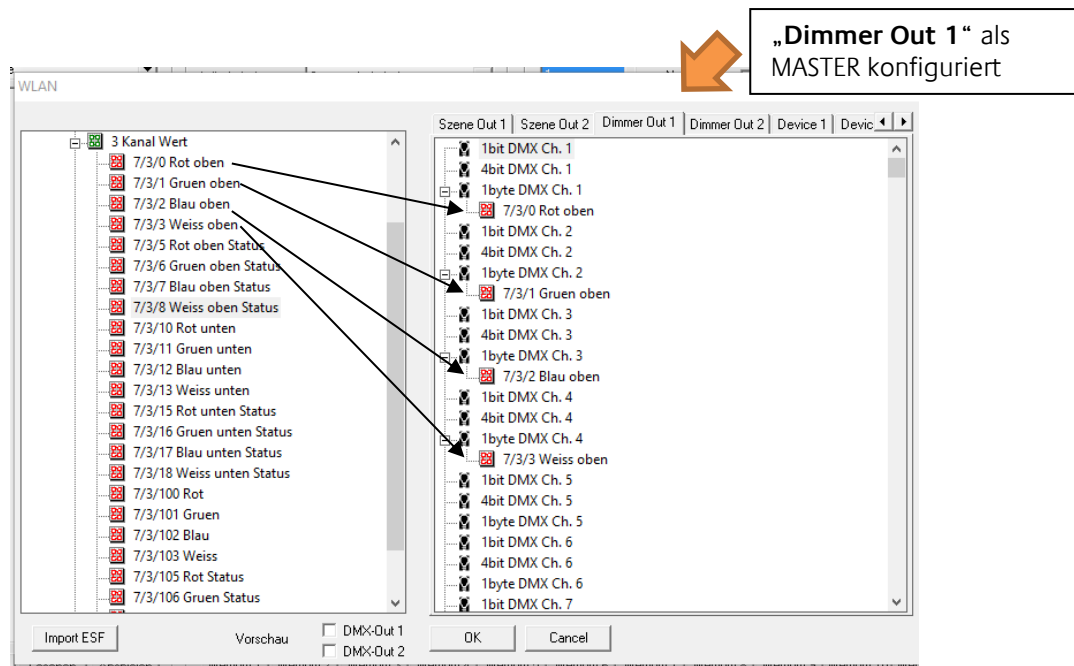 „Dimmer Out 1“ als
MASTER konfiguriert
WLAN
3 Kanal Wert
7/3/0 Rot oben
7/3/1 Gruen oben
7/3/2 Blau oben
7/3/3 Weiss oben
7/3/5 Rot oben Status
7/3/6 Gruen oben Status
7/3/7 Blau oben Status
7/3/8 Weiss oben Status
7/3/10 Rot unten
7/3/11 Gruen unten
7/3/12 Blau unten
7/3/13 Weiss unten
7/3/15 Rot unten Status
7/3/16 Gruen unten Status
7/3/17 Blau unten Status
7/3/18 Weiss unten Status
7/3/100 Rot
7/3/101 Gruen
7/3/102 Blau
7/3/103 Weiss
7/3/105 Rot Status
7/3/106 Gruen Status
Szene Out 1 Szene Out 2 Dimmer Out 1 Dimmer Out 2 Device 1 Devic
1bit DMX Ch. 1
4bit DMX Ch. 1
1byte DMX Ch. 1
7/3/0 Rot oben
1bit DMX Ch. 2
4bit DMX Ch. 2
1byte DMX Ch. 2
7/3/1 Gruen oben
1bit DMX Ch. 3
4bit DMX Ch. 3
1byte DMX Ch. 3
7/3/2 Blau oben
1bit DMX Ch. 4
4bit DMX Ch. 4
1byte DMX Ch. 4
7/3/3 Weiss oben
1bit DMX Ch. 5
4bit DMX Ch. 5
1byte DMX Ch. 5
1bit DMX Ch. 6
4bit DMX Ch. 6
1byte DMX Ch. 6
1bit DMX Ch. 7
Import ESF
Vorschau
DMX-Out 1
DMX-Out 2
OK
Cancel